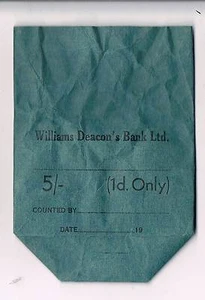 Williams Deacon's Bank Ltd.
5/- (1d. Only)
COUNTED BY
DATE 19